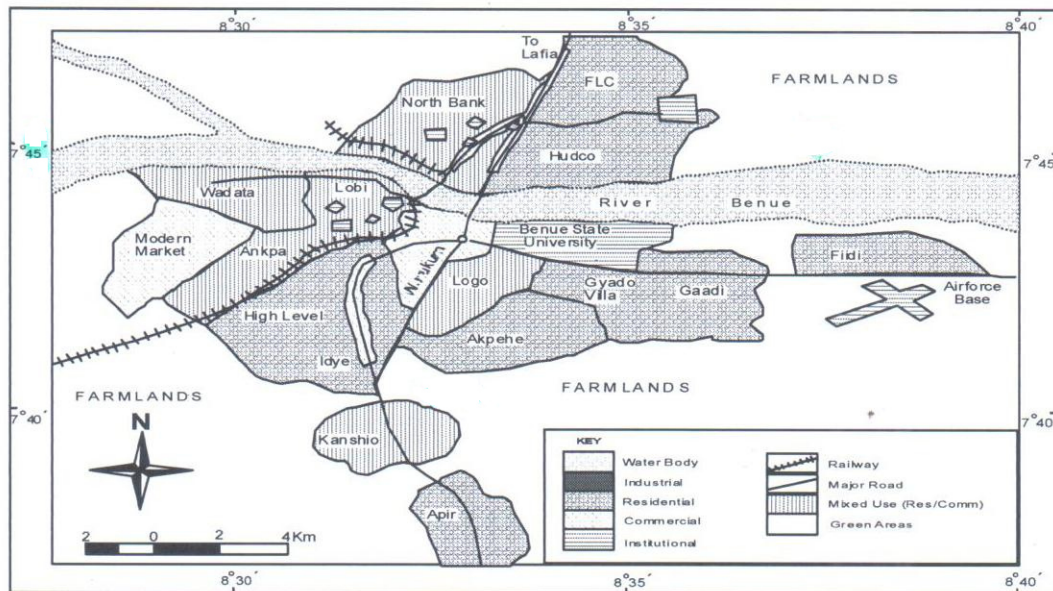 8°30´
8°35´
8°40´
To
Lafia
FLC
FARMLANDS
North Bank
7°45´
7°45´
Hudco
Wadata
Lobi
River Benue
Benue State
University
Modern
Market
Ankpa
Fiidi
Logo
Gyado
Villa
Gaadi
Airforce
Base
High Level
Akpehe
Idye
FARMLANDS
FARMLANDS
7°40´
7°40´
N
Kanshio
KEY
Water Body
Industrial
Residential
Commercial
Institutional
Railway
Major Road
Mixed Use (Res/Comm)
Green Areas
Apir
2 0 2 4 Km
8°30´
8°35´
8°40´